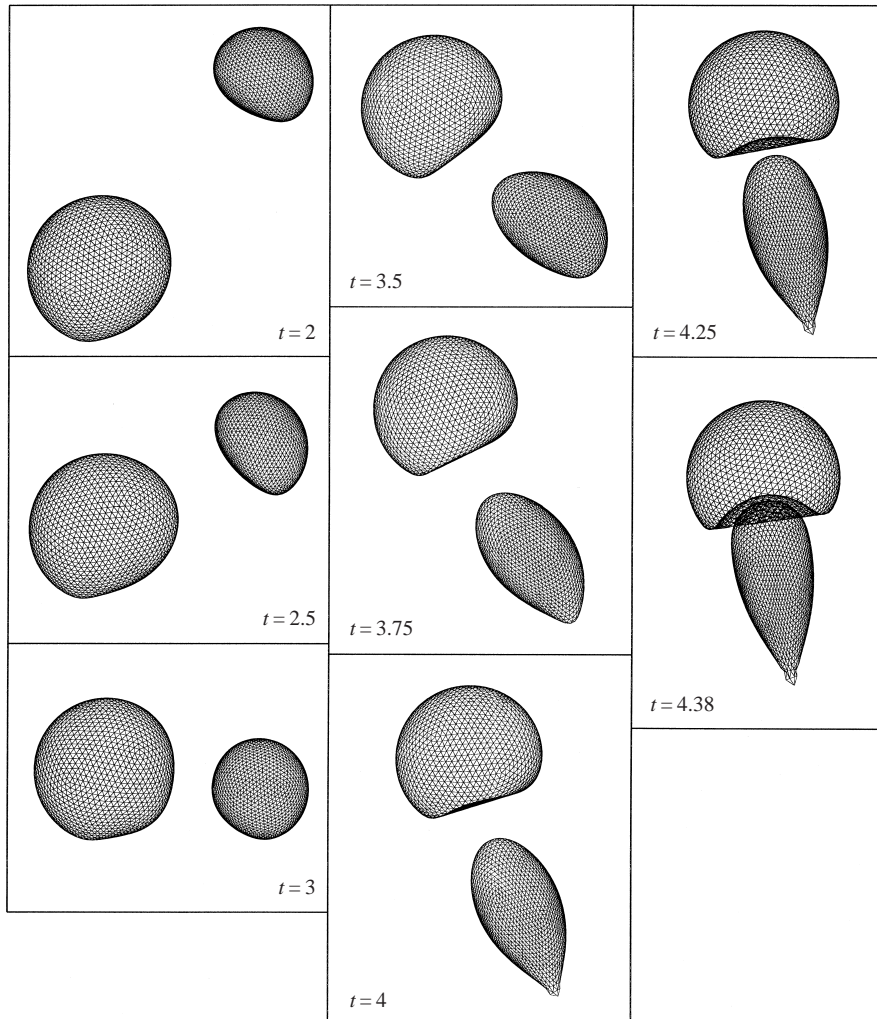 t = 2
t = 2.5
t = 3
t = 3.5
t = 3.75
t = 4
t = 4.25
t = 4.38